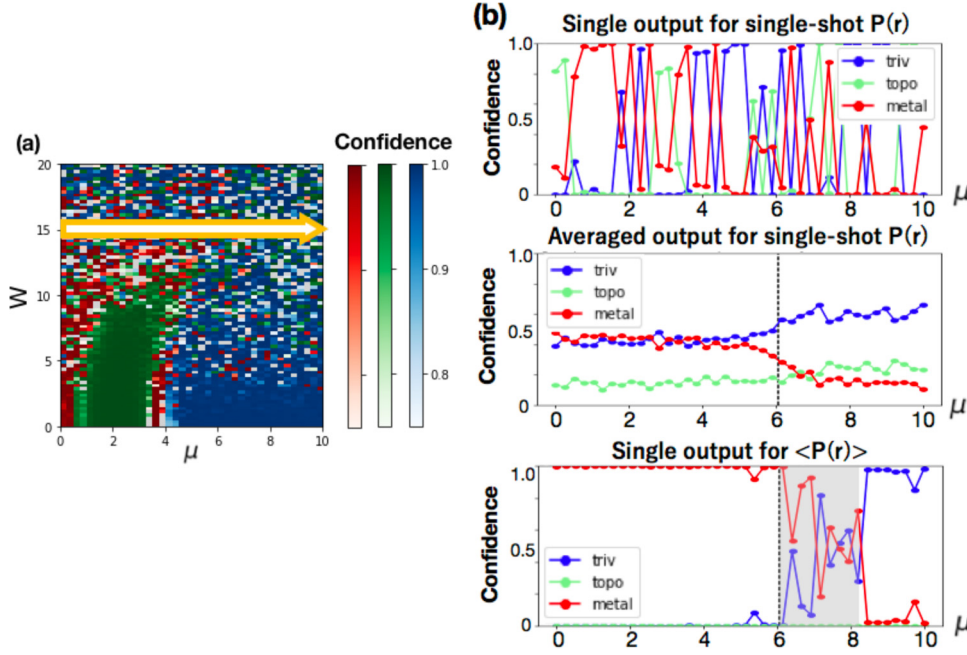 (a)
Confidence
20
15
10
5
0
W
0 2 4 6 8 10
μ
1.0
0.9
0.8
(b)
Single output for single-shot P(r)
1.0
0.5
0
Confidence
triv
topo
metal
0 2 4 6 8 10
μ
Averaged output for single-shot P(r)
1.0
0.5
0
Confidence
triv
topo
metal
0 2 4 6 8 10
μ
Single output for <P(r)>
1.0
0.5
0
Confidence
triv
topo
metal
0 2 4 6 8 10
μ